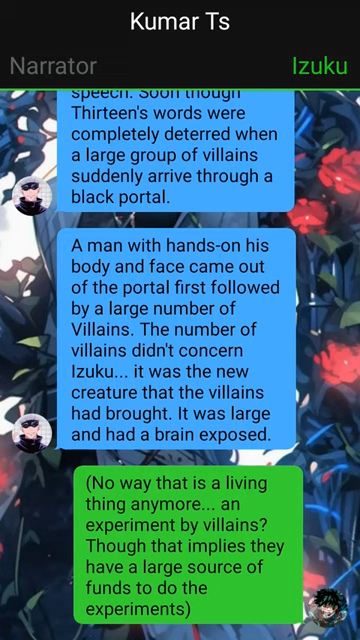 Kumar Ts
Narrator
Izuku
speech. Soon though
Thirteen's words were
completely deterred when
a large group of villains
suddenly arrive through a
black portal.
A man with hands-on his
body and face came out
of the portal first followed
by a large number of
Villains. The number of
villains didn't concern
Izuku... it was the new
creature that the villains
had brought. It was large
and had a brain exposed.
(No way that is a living
thing anymore... an
experiment by villains?
Though that implies they
have a large source of
funds to do the
experiments)